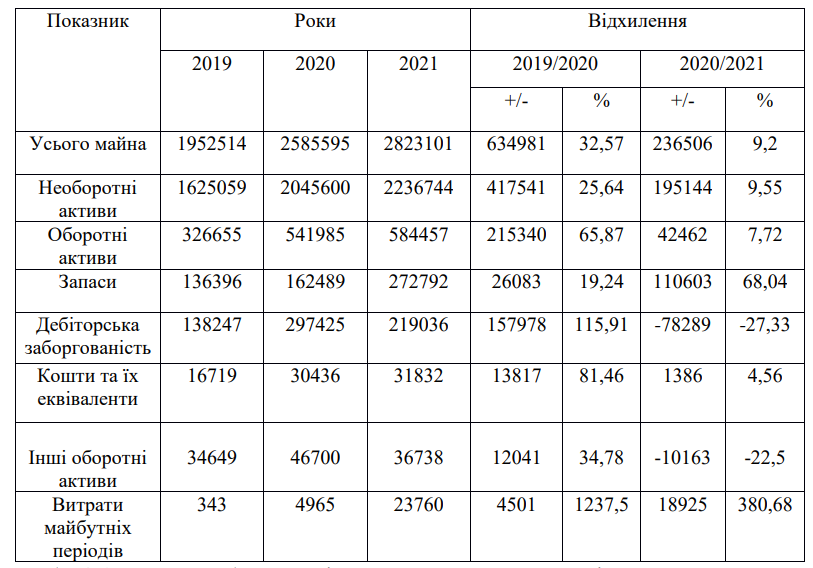 Показник Роки Відхилення
2019 2020 2021 2019/2020 2020/2021
+/- % +/- %
Усього майна 1952514 2585595 2823101 634981 32,57 236506 9,2
Необоротні активи 1625059 2045600 2236744 417541 25,64 195144 9,55
Оборотні активи 326655 541985 584457 215340 65,87 42462 7,72
Запаси 136396 162489 272792 26083 19,24 110603 68,04
Дебіторська заборгованість 138247 297425 219036 157978 115,91 -78289 -27,33
Кошти та їх еквіваленти 16719 30436 31832 13817 81,46 1386 4,56
Інші оборотні активи 34649 46700 36738 12041 34,78 -10163 -22,5
Витрати майбутніх періодів 343 4965 23760 4501 1237,5 18925 380,68